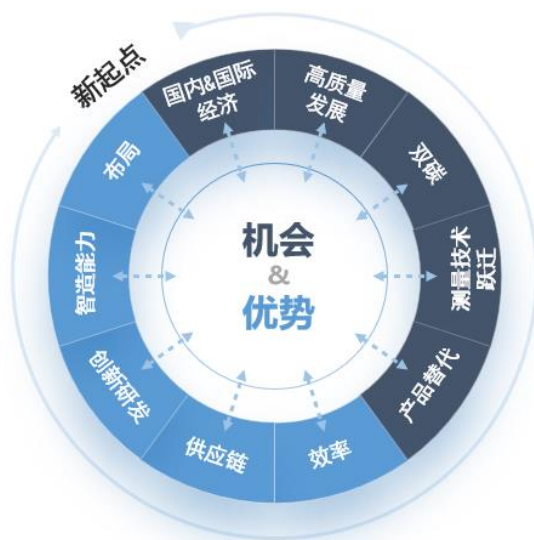 新起点
国内&国际
经济
高质量
发展
双碳
测量技术
跃迁
产品替代
效率
供应链
创新研发
智造能力
布局
机会
&
优势